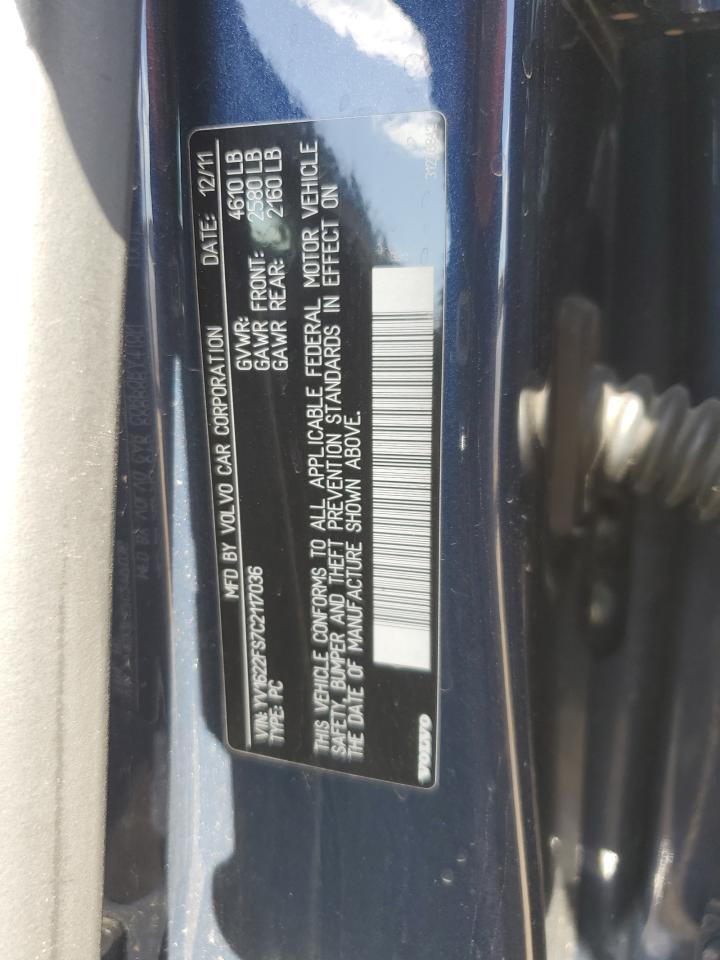 MFD BY VOLVO CAR CORPORATION DATE: 12/11
GVWR: 4610 LB
GAWR FRONT: 2580 LB
GAWR REAR: 2160 LB
VIN: YV1622FS7C2117036
TYPE: PC
THIS VEHICLE CONFORMS TO ALL APPLICABLE FEDERAL MOTOR VEHICLE
SAFETY, BUMPER AND THEFT PREVENTION STANDARDS IN EFFECT ON
THE DATE OF MANUFACTURE SHOWN ABOVE.
VOLVO